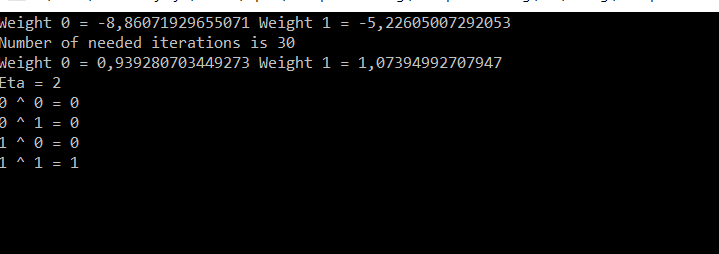 Weight 0 = -8,86071929655071 Weight 1 = -5,22605007292053
Number of needed iterations is 30
Weight 0 = 0,939280703449273 Weight 1 = 1,07394992707947
Eta = 2
0 ^ 0 = 0
0 ^ 1 = 0
1 ^ 0 = 0
1 ^ 1 = 1